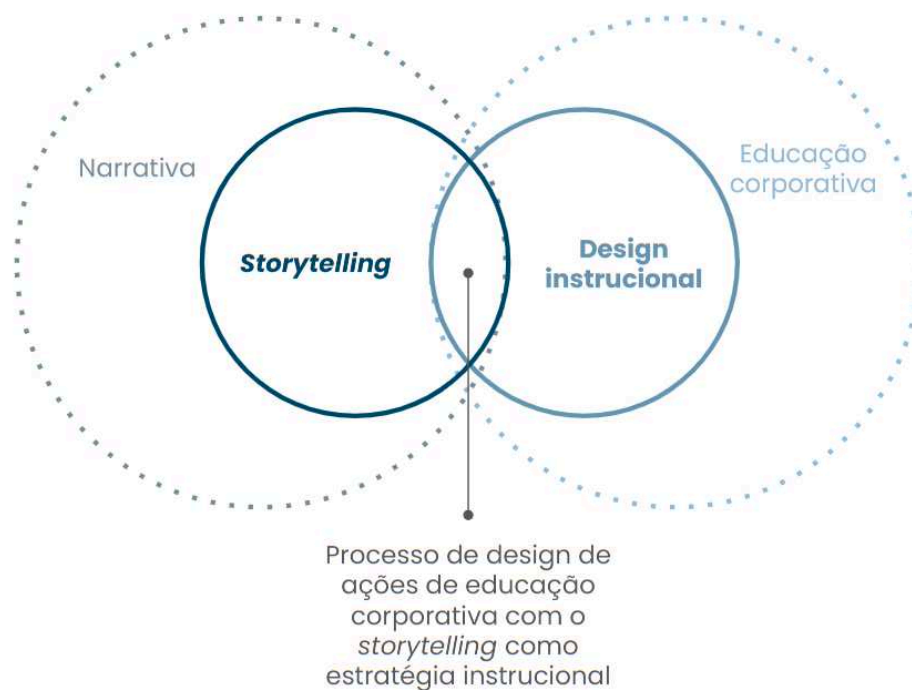 Narrativa
Storytelling
Design
instrucional
Educação
corporativa
Processo de design de
ações de educação
corporativa com o
storytelling como
estratégia instrucional